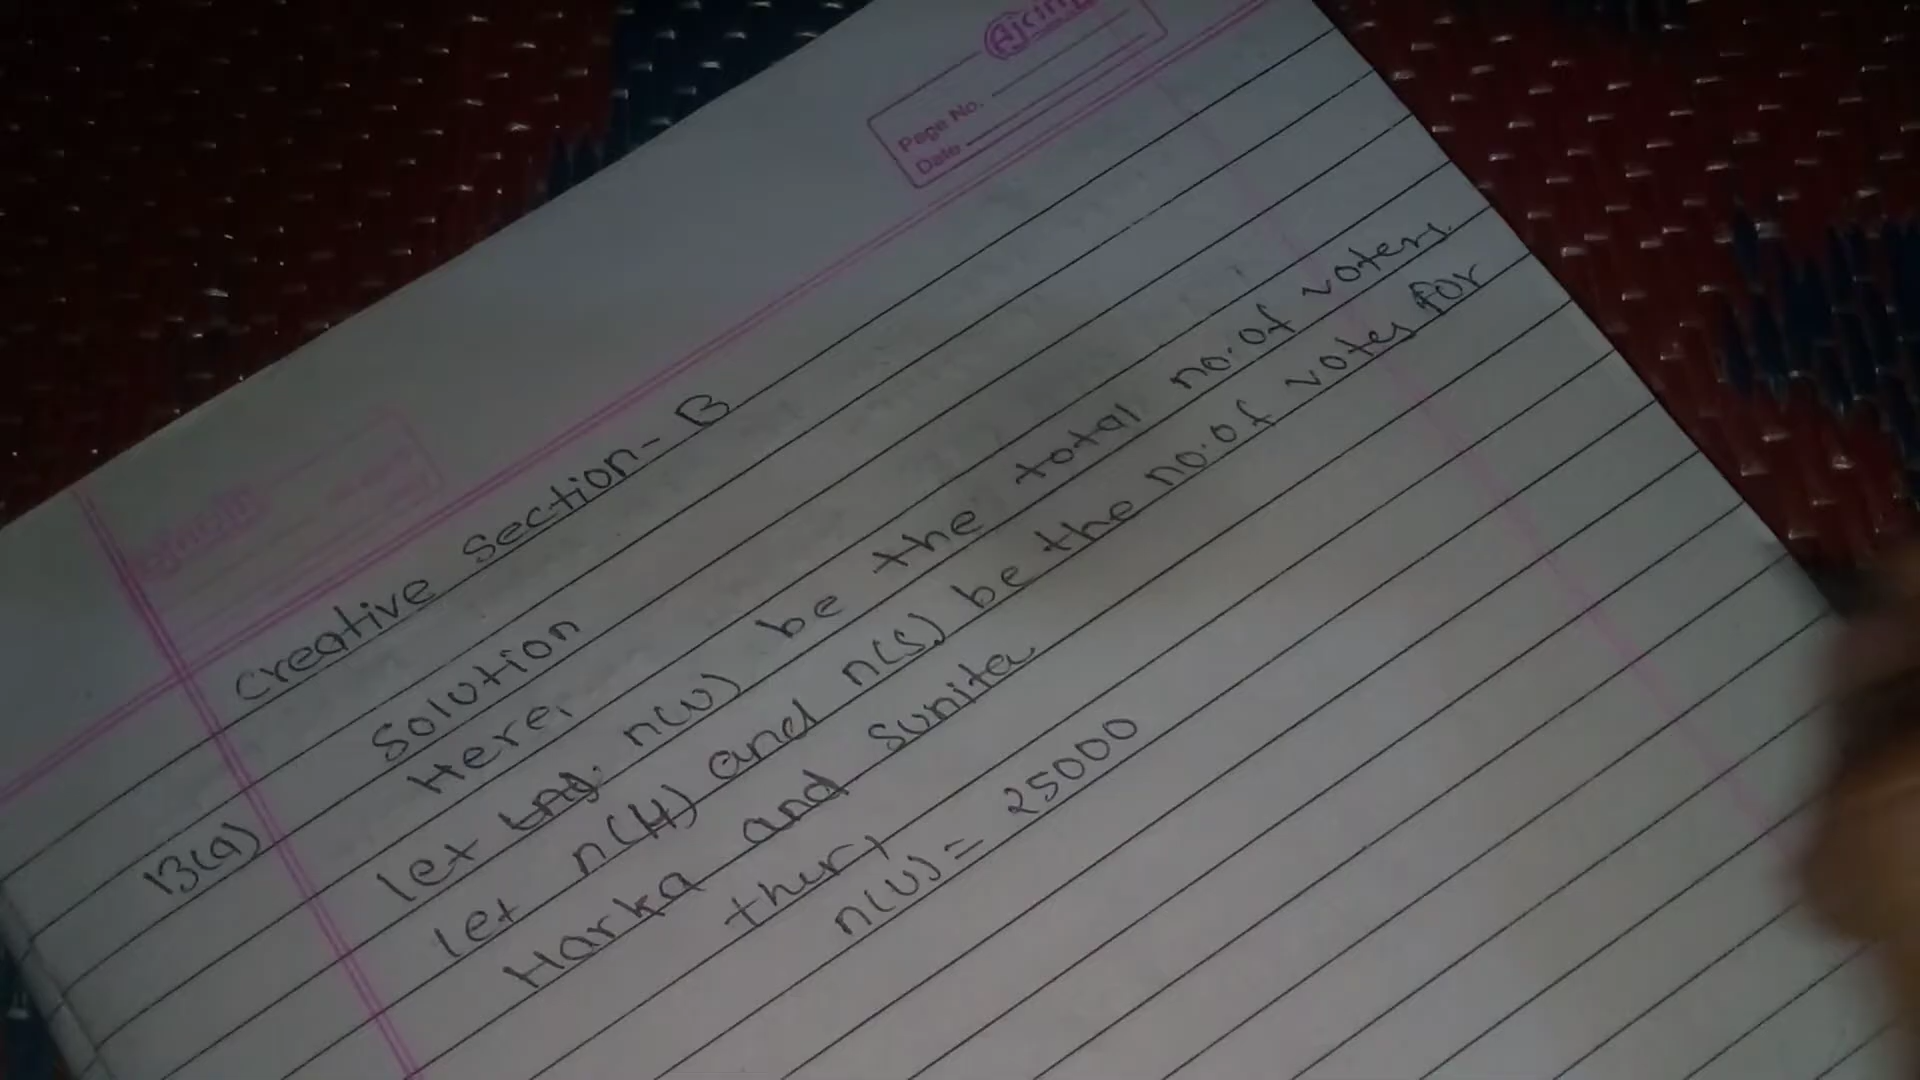 Ajcin
Page No.
Date
Creative Section-B
13(a) Solution
Here,
let n(U) be the total no. of voters
let n(H) and n(S) be the no. of votes for
Harka and Sunita
then,
n(U) = 25000